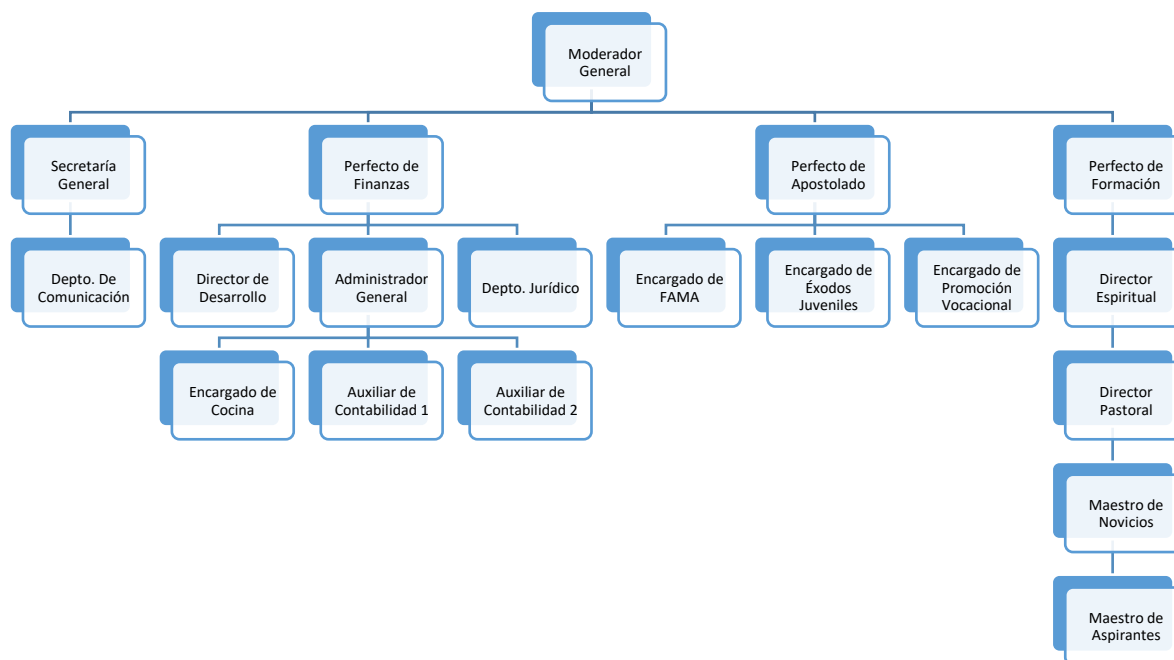 Moderador
General
Secretaría
General
Perfecto de
Finanzas
Perfecto de
Apostolado
Perfecto de
Formación
Depto. De
Comunicación
Director de
Desarrollo
Administrador
General
Depto. Jurídico
Encargado de
FAMA
Encargado de
Éxodos
Juveniles
Encargado de
Promoción
Vocacional
Director
Espiritual
Encargado de
Cocina
Auxiliar de
Contabilidad 1
Auxiliar de
Contabilidad 2
Director
Pastoral
Maestro de
Novicios
Maestro de
Aspirantes